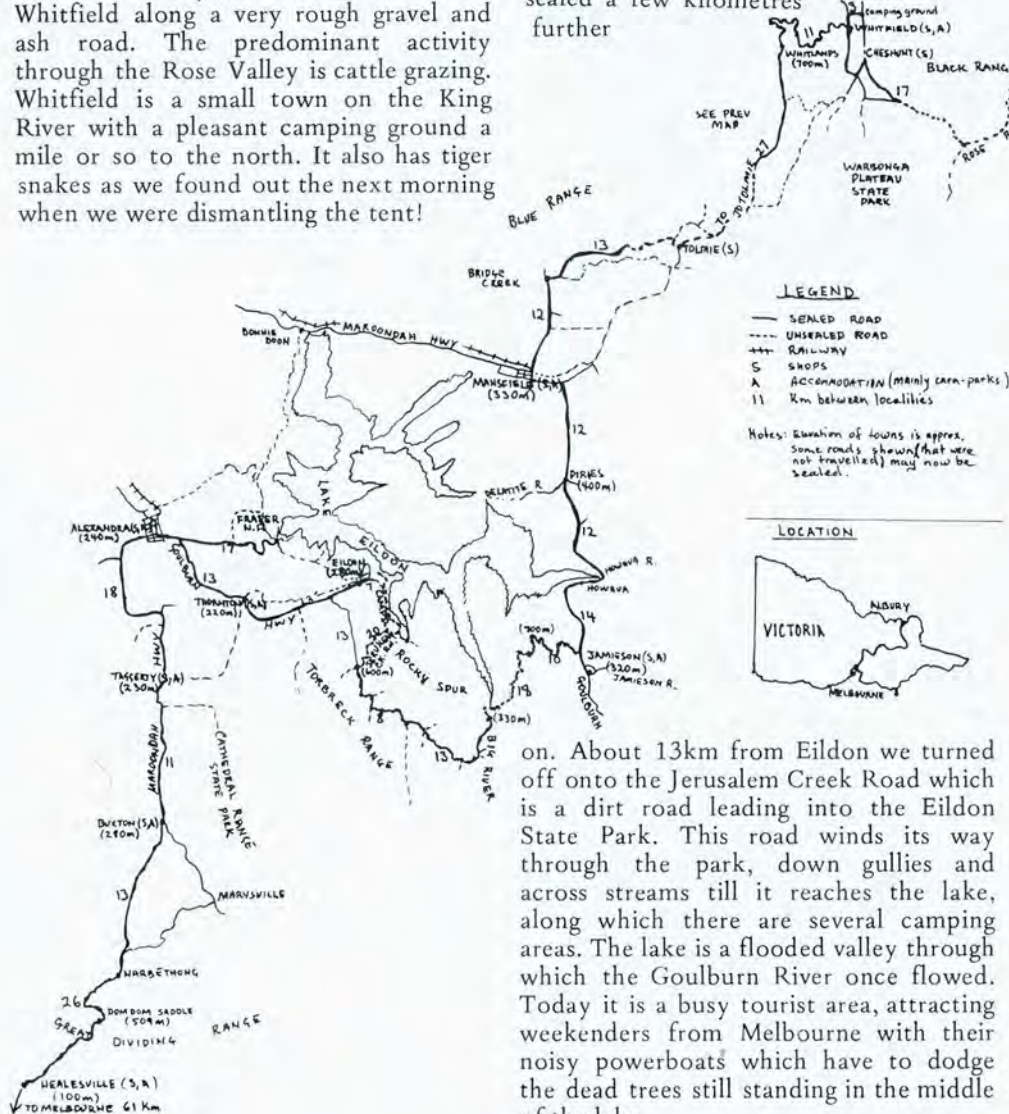 Whitfield along a very rough gravel and
ash road. The predominant activity
through the Rose Valley is cattle grazing.
Whitfield is a small town on the King
River with a pleasant camping ground a
mile or so to the north. It also has tiger
snakes as we found out the next morning
when we were dismantling the tent!
sealed a few kilometres
further
camping ground
WHITFIELD (S,A)
11
WHITLANDS
(700m)
CHESHUNT (S)
BLACK RANG
17
SEE PREV
MAP
ROSE
TO TOLMIE 27
WARBONGA
PLATEAU
STATE
PARK
BLUE RANGE
13
TOLMIE (S)
BRIDGE
CREEK
12
BONNIE
DOON
MAROONDAH HWY
MANSFIELD (S,A)
(330m)
LEGEND
SEALED ROAD
UNSEALED ROAD
RAILWAY
S SHOPS
A ACCOMMODATION (mainly cara-parks)
11 Km between localities
Notes: Elevation of towns is approx.
Some roads shown (that were
not travelled) may now be
sealed.
12
(400m)
DELATITE R.
12
LAKE
EILDON
ALEXANDRA (S,A)
(240m)
FRASER
N.P.
17
EILDON
(280m)
GOULBURN
13
THORNTON (S,A)
(220m)
HWY
18
HOWQUA R.
HOWQUA
14
(700m)
16
JAMIESON (S,A)
(320m)
JAMIESON R.
GOULBURN
LOCATION
VICTORIA
ALBURY
MELBOURNE
13
20
(600m)
ROCKY SPUR
TORBRECK RANGE
8
19
(330m)
13
BIG RIVER
TAGGERTY (S,A)
(230m)
MAROONDAH
HWY
11
CATHEDRAL RANGE
STATE PARK
BUXTON (S,A)
(280m)
13
MARYSVILLE
NARBETHONG
26
DOM DOM SADDLE
(509m)
GREAT
DIVIDING
RANGE
HEALESVILLE (S,A)
(100m)
TO MELBOURNE 61 Km
on. About 13km from Eildon we turned
off onto the Jerusalem Creek Road which
is a dirt road leading into the Eildon
State Park. This road winds its way
through the park, down gullies and
across streams till it reaches the lake,
along which there are several camping
areas. The lake is a flooded valley through
which the Goulburn River once flowed.
Today it is a busy tourist area, attracting
weekenders from Melbourne with their
noisy powerboats which have to dodge
the dead trees still standing in the middle